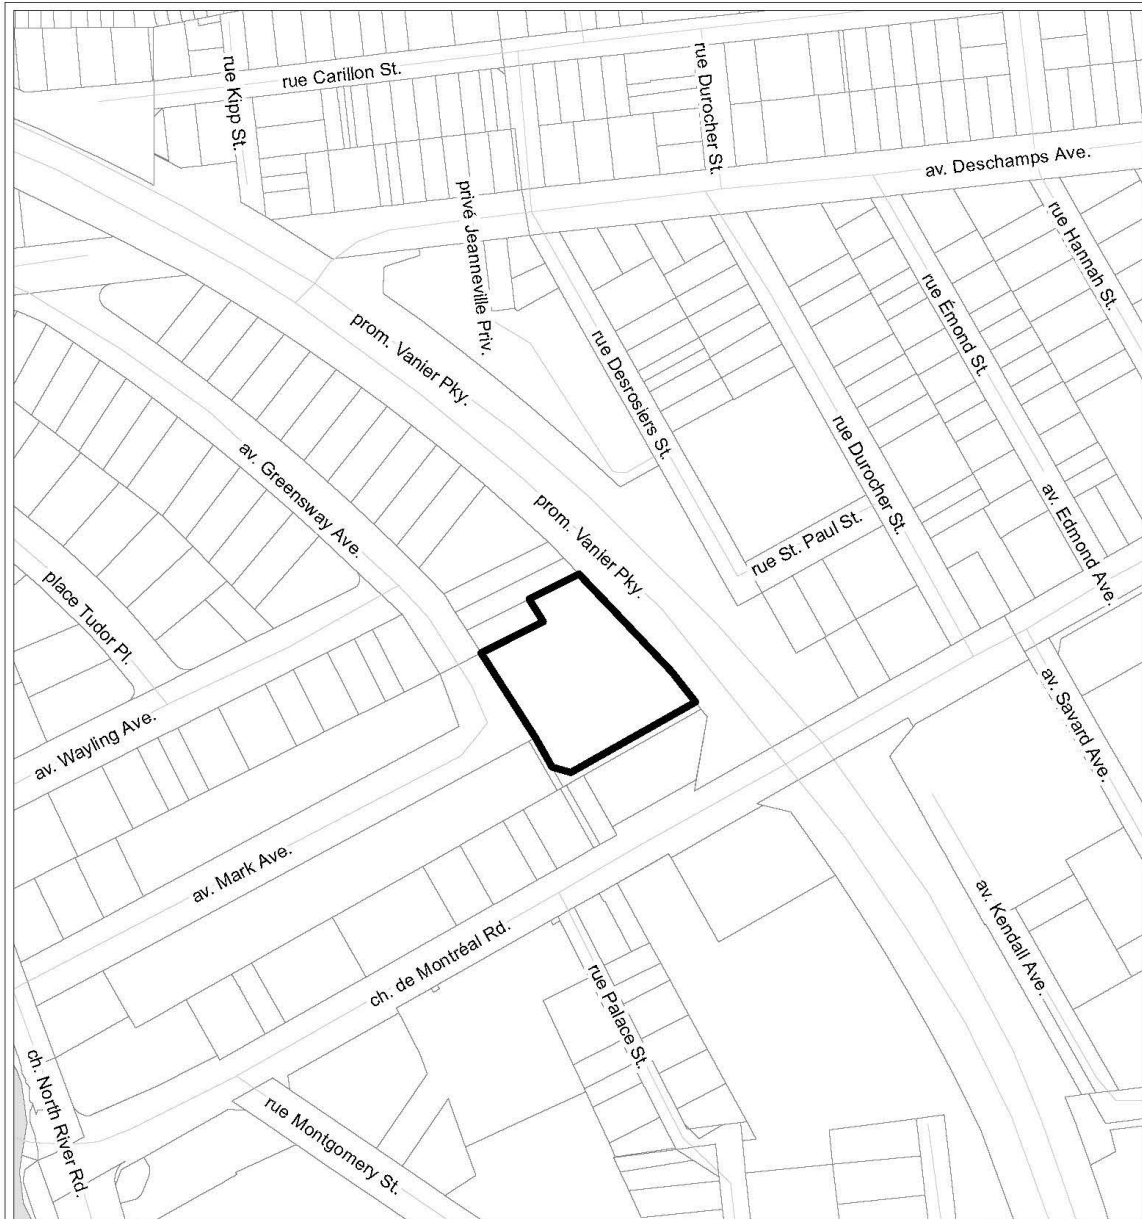 rue Carillon St.
rue Kipp St.
rue Durocher St.
av. Deschamps Ave.
privé Jeanneville Priv.
rue Hannah St.
prom. Vanier Pky.
rue Desrosiers St.
rue Émond St.
av. Greensway Ave.
rue Durocher St.
prom. Vanier Pky.
rue St. Paul St.
av. Edmond Ave.
place Tudor Pl.
av. Wayling Ave.
av. Savard Ave.
av. Mark Ave.
ch. de Montréal Rd.
av. Kendall Ave.
rue Palace St.
ch. North River Rd.
rue Montgomery St.